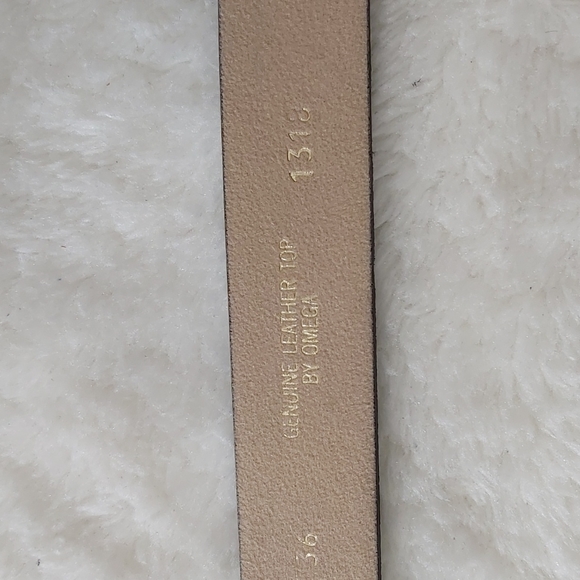 36
GENUINE LEATHER TOP
BY OMEGA
1318